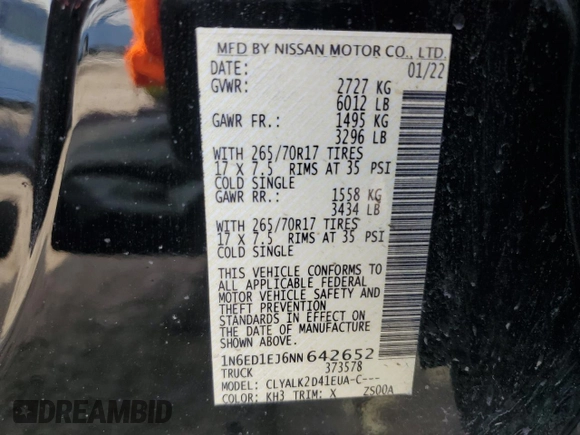 MFD BY NISSAN MOTOR CO., LTD.
DATE: 01/22
GVWR: 2727 KG
6012 LB
GAWR FR.: 1495 KG
3296 LB
WITH 265/70R17 TIRES
17 X 7.5 RIMS AT 35 PSI
COLD SINGLE
GAWR RR.: 1558 KG
3434 LB
WITH 265/70R17 TIRES
17 X 7.5 RIMS AT 35 PSI
COLD SINGLE
THIS VEHICLE CONFORMS TO
ALL APPLICABLE FEDERAL
MOTOR VEHICLE SAFETY AND
THEFT PREVENTION
STANDARDS IN EFFECT ON
THE DATE OF MANUFACTURE
SHOWN ABOVE.
1N6ED1EJ6NN642652
TRUCK 373578
MODEL: CLYALK2D41EUA-C---
COLOR: KH3 TRIM: X ZS00A
DREAMBID